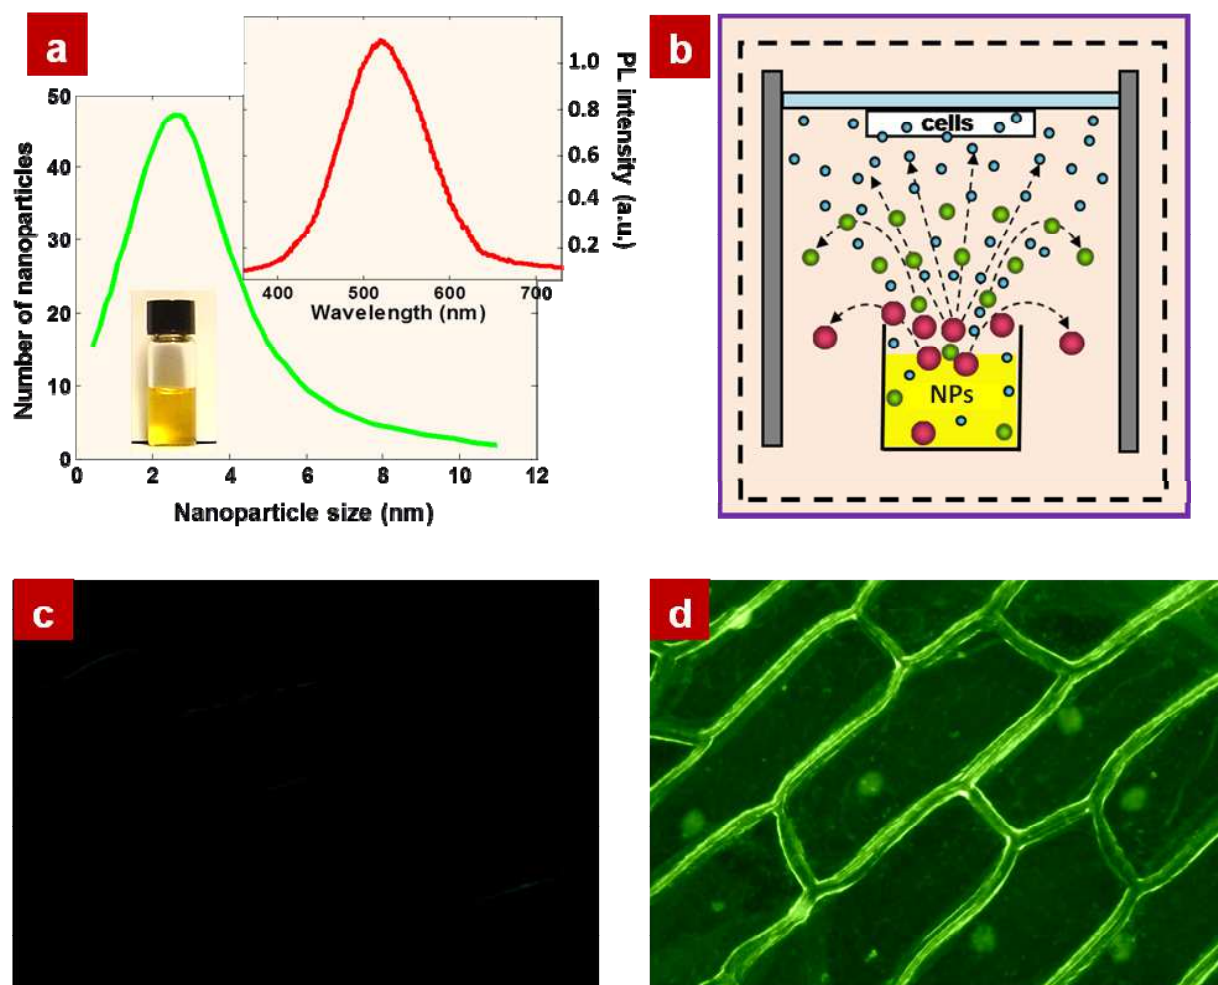 a
50
40
30
20
10
0
Number of nanoparticles
0 2 4 6 8 10 12
Nanoparticle size (nm)
1.0
0.8
0.6
0.4
0.2
PL intensity (a.u.)
400 500 600 700
Wavelength (nm)
b
cells
NPs
c
d